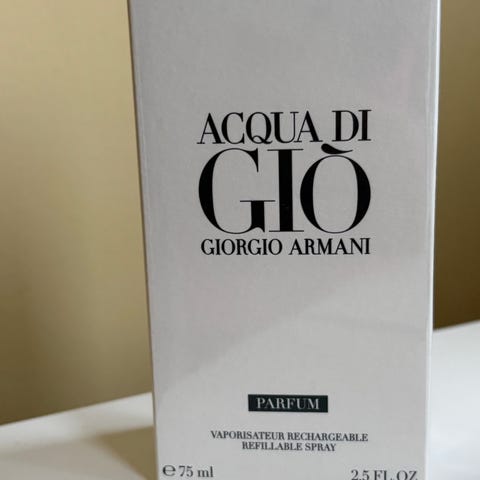 ACQUA DI
GIÒ
GIORGIO ARMANI
PARFUM
VAPORISATEUR RECHARGEABLE
REFILLABLE SPRAY
℮ 75 ml 2.5 FL. OZ